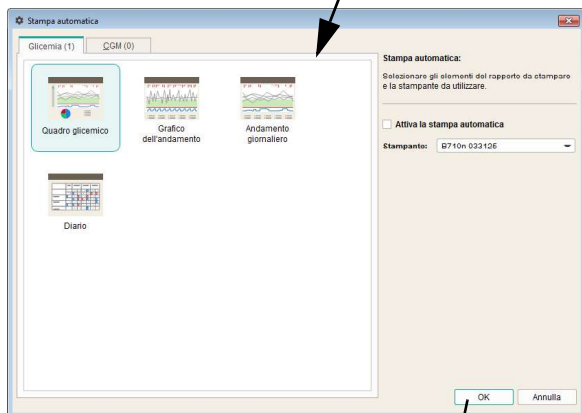 Stampa automatica
Glicemia (1)
CGM (0)
Quadro glicemico
Grafico
dell'andamento
Andamento
giornaliero
Diario
Stampa automatica:
Selezionare gli elementi del rapporto da stampare
e la stampante da utilizzare.
Attiva la stampa automatica
Stampante:
B710n 033125
OK
Annulla